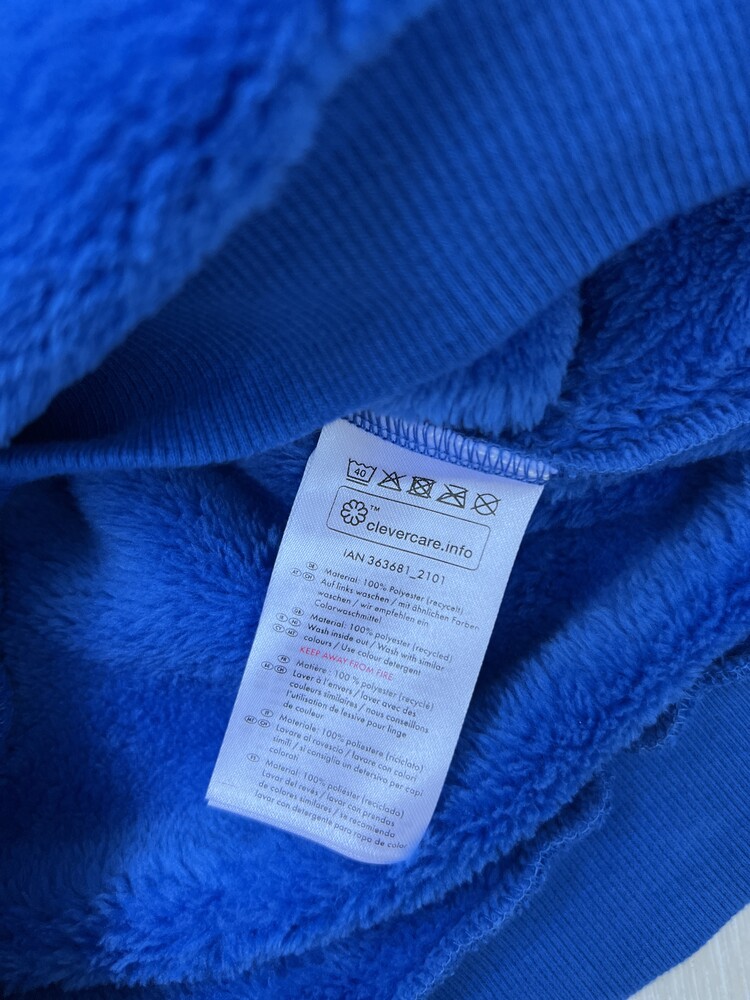 40
clevercare.info™
IAN 363681_2101
DE AT CH Material: 100% Polyester (recycelt)
Auf links waschen / mit ähnlichen Farben
waschen / wir empfehlen ein
Colorwaschmittel
Material: 100% polyester (recycled)
Wash inside out / Wash with similar
colours / Use colour detergent
KEEP AWAY FROM FIRE
Matière : 100 % polyester (recyclé)
Laver à l'envers / laver avec des
couleurs similaires / nous conseillons
l'utilisation de lessive pour linge
de couleur
Materiale: 100% poliestere (riciclato)
Lavare al rovescio / lavare con colori
simili / si consiglia un detersivo per capi
colorati
Material: 100% poliéster (reciclado)
Lavar del revés / lavar con prendas
de colores similares / se recomienda
lavar con detergente para ropa de color